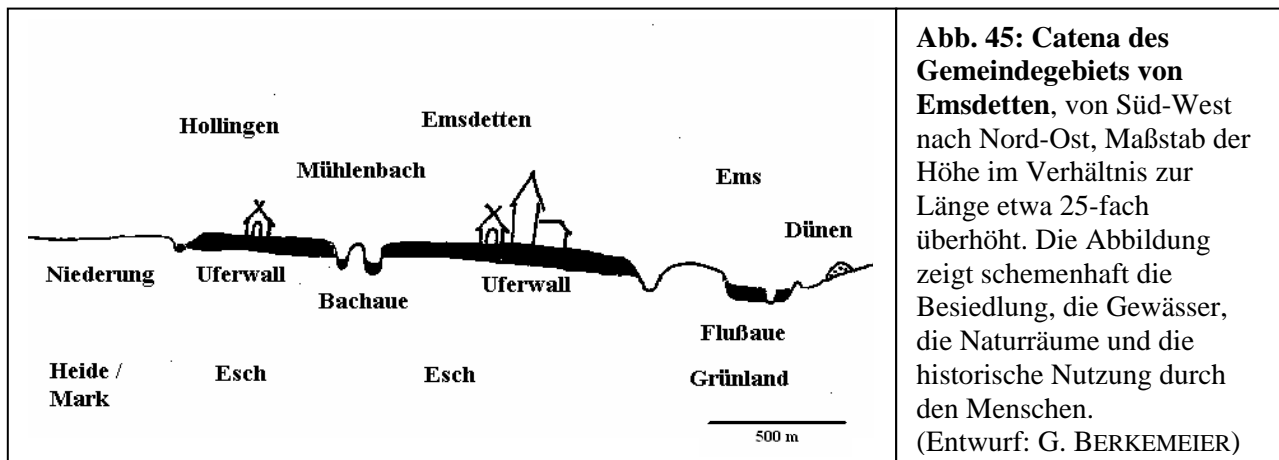 Hollingen
Emsdetten
Mühlenbach
Ems
Dünen
Niederung
Uferwall
Uferwall
Bachaue
Flußaue
Heide /
Mark
Esch
Esch
Grünland
500 m
Abb. 45: Catena des
Gemeindegebiets von
Emsdetten, von Süd-West
nach Nord-Ost, Maßstab der
Höhe im Verhältnis zur
Länge etwa 25-fach
überhöht. Die Abbildung
zeigt schemenhaft die
Besiedlung, die Gewässer,
die Naturräume und die
historische Nutzung durch
den Menschen.
(Entwurf: G. BERKEMEIER)